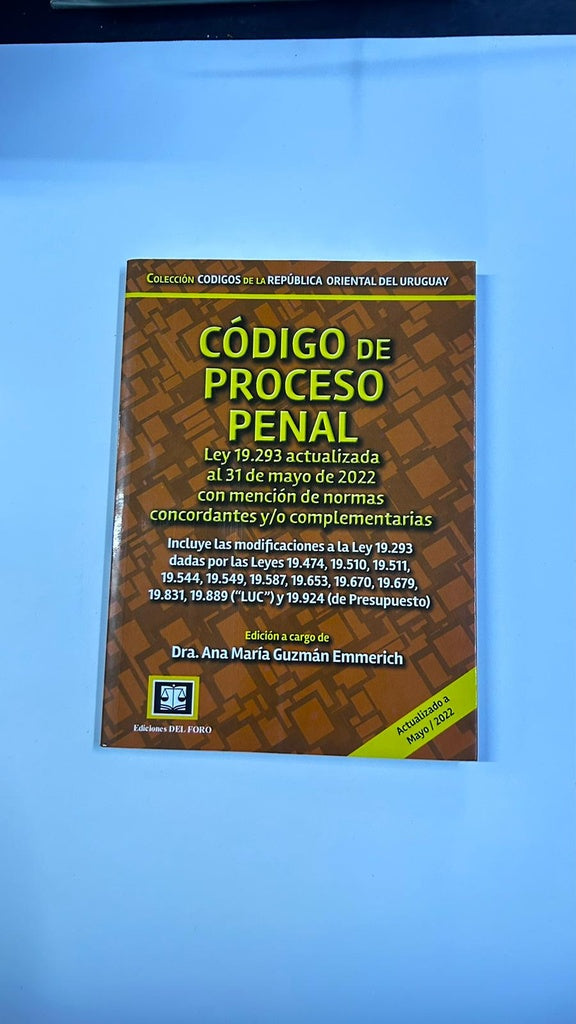 COLECCIÓN CODIGOS DE LA REPÚBLICA ORIENTAL DEL URUGUAY
CÓDIGO DE
PROCESO
PENAL
Ley 19.293 actualizada
al 31 de mayo de 2022
con mención de normas
concordantes y/o complementarias
Incluye las modificaciones a la Ley 19.293
dadas por las Leyes 19.474, 19.510, 19.511,
19.544, 19.549, 19.587, 19.653, 19.670, 19.679,
19.831, 19.889 (“LUC”) y 19.924 (de Presupuesto)
Edición a cargo de
Dra. Ana María Guzmán Emmerich
Actualizado a
Mayo / 2022
Ediciones DEL FORO